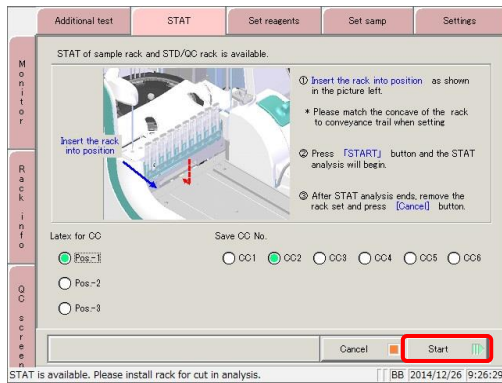 Additional test
STAT
Set reagents
Set samp
Settings
Monitor
Rack info
QC screen
STAT of sample rack and STD/QC rack is available.
Insert the rack
into position
① Insert the rack into position as shown
in the picture left.
* Please match the concave of the rack
to conveyance trail when setting
② Press 「START」 button and the STAT
analysis will begin.
③ After STAT analysis ends, remove the
rack set and press [Cancel] button.
Latex for CC
Save CC No.
Pos.-1
CC1
CC2
CC3
CC4
CC5
CC6
Pos.-2
Pos.-3
Cancel
Start
STAT is available. Please install rack for cut in analysis.
BB
2014/12/26
9:26:29